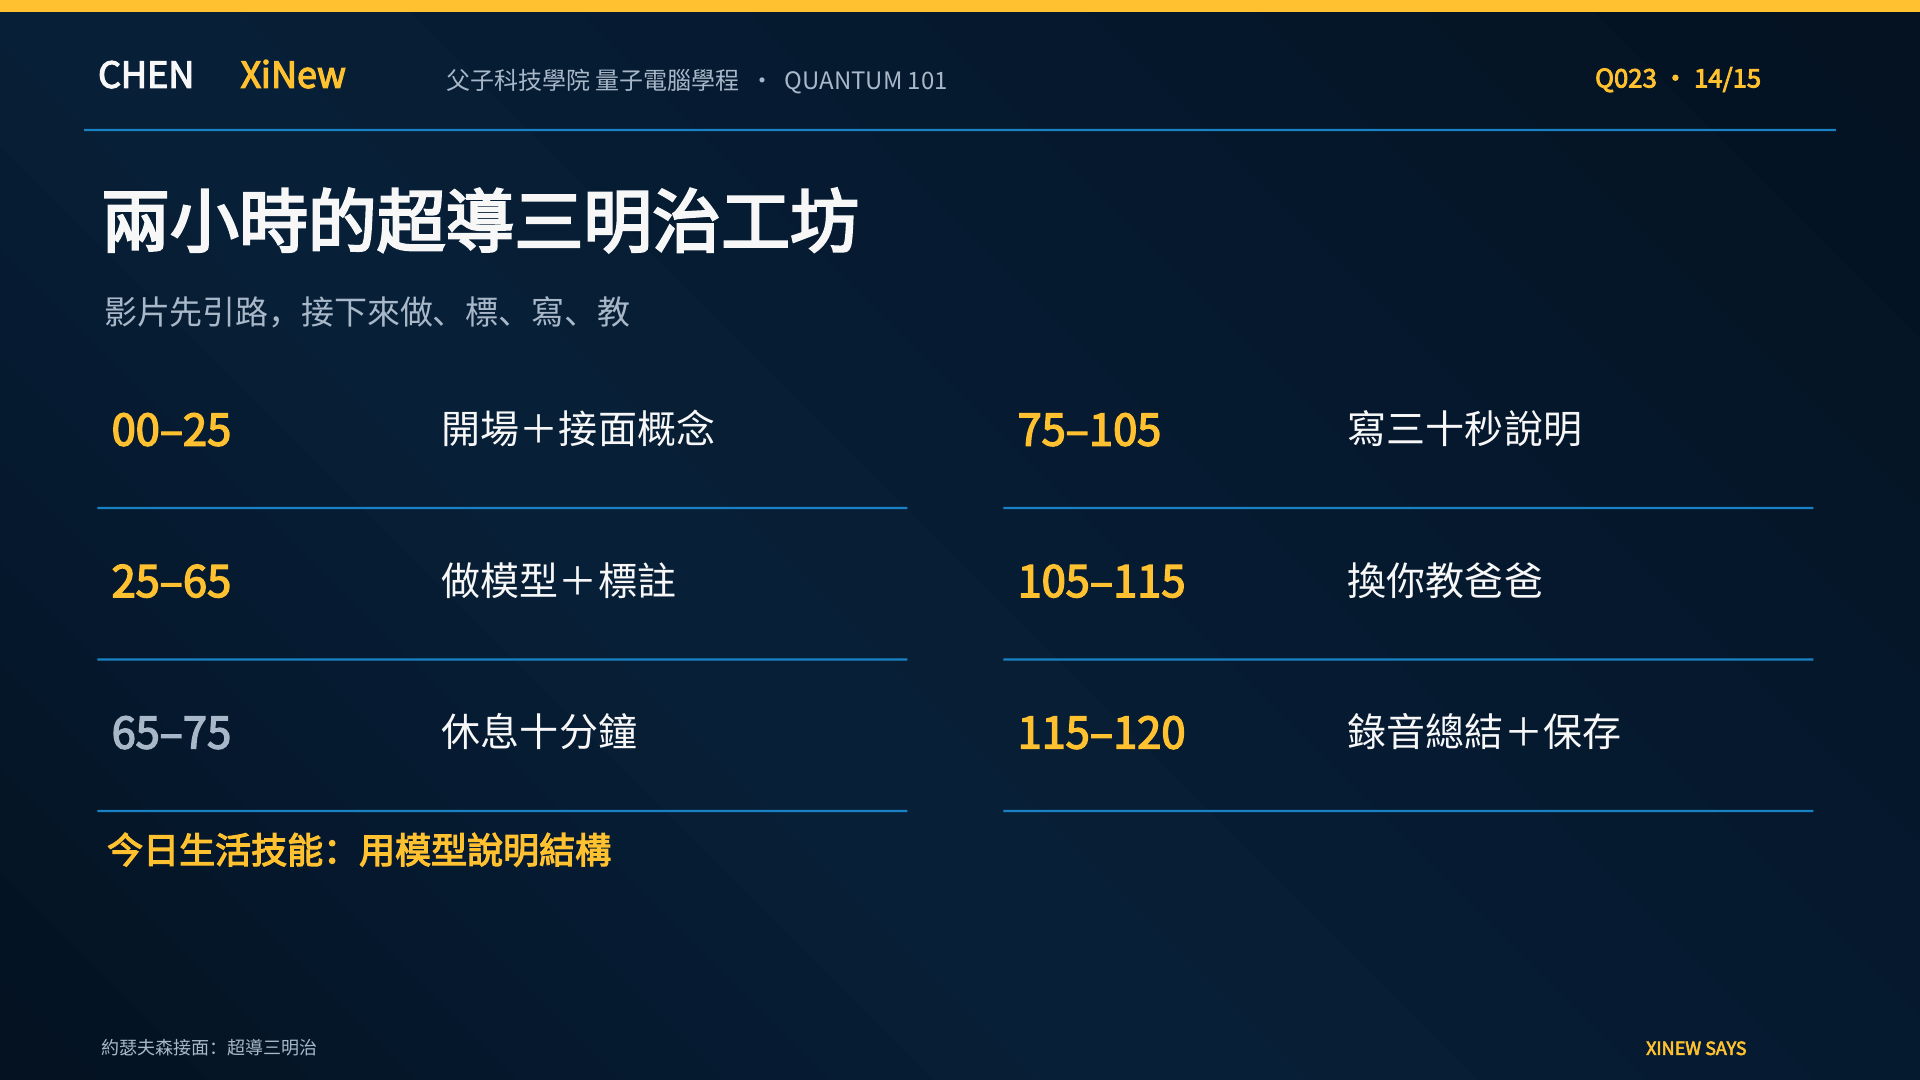 CHEN XiNew 父子科技學院 量子電腦學程 · QUANTUM 101 Q023 · 14/15
兩小時的超導三明治工坊
影片先引路，接下來做、標、寫、教
00–25 開場＋接面概念
25–65 做模型＋標註
65–75 休息十分鐘
75–105 寫三十秒說明
105–115 換你教爸爸
115–120 錄音總結＋保存
今日生活技能：用模型說明結構
約瑟夫森接面：超導三明治
XINEW SAYS